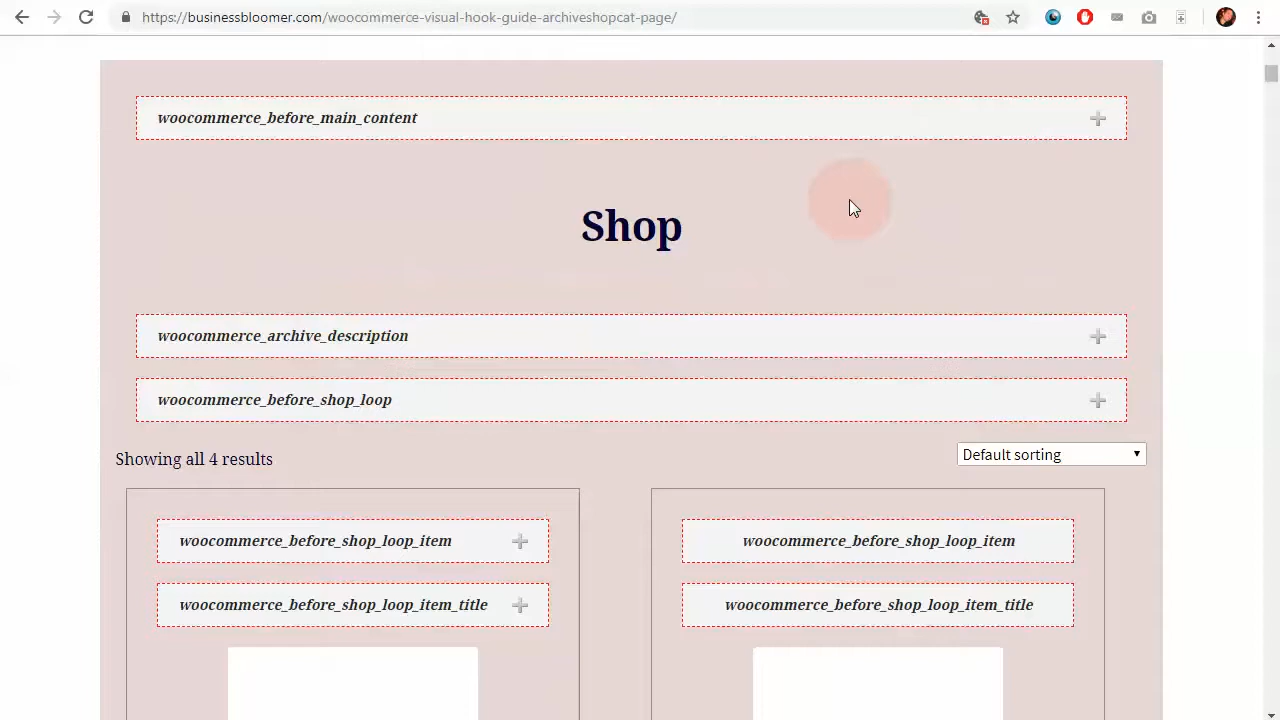 https://businessbloomer.com/woocommerce-visual-hook-guide-archiveshopcat-page/
woocommerce_before_main_content
Shop
woocommerce_archive_description
woocommerce_before_shop_loop
Showing all 4 results
Default sorting
woocommerce_before_shop_loop_item
woocommerce_before_shop_loop_item
woocommerce_before_shop_loop_item_title
woocommerce_before_shop_loop_item_title